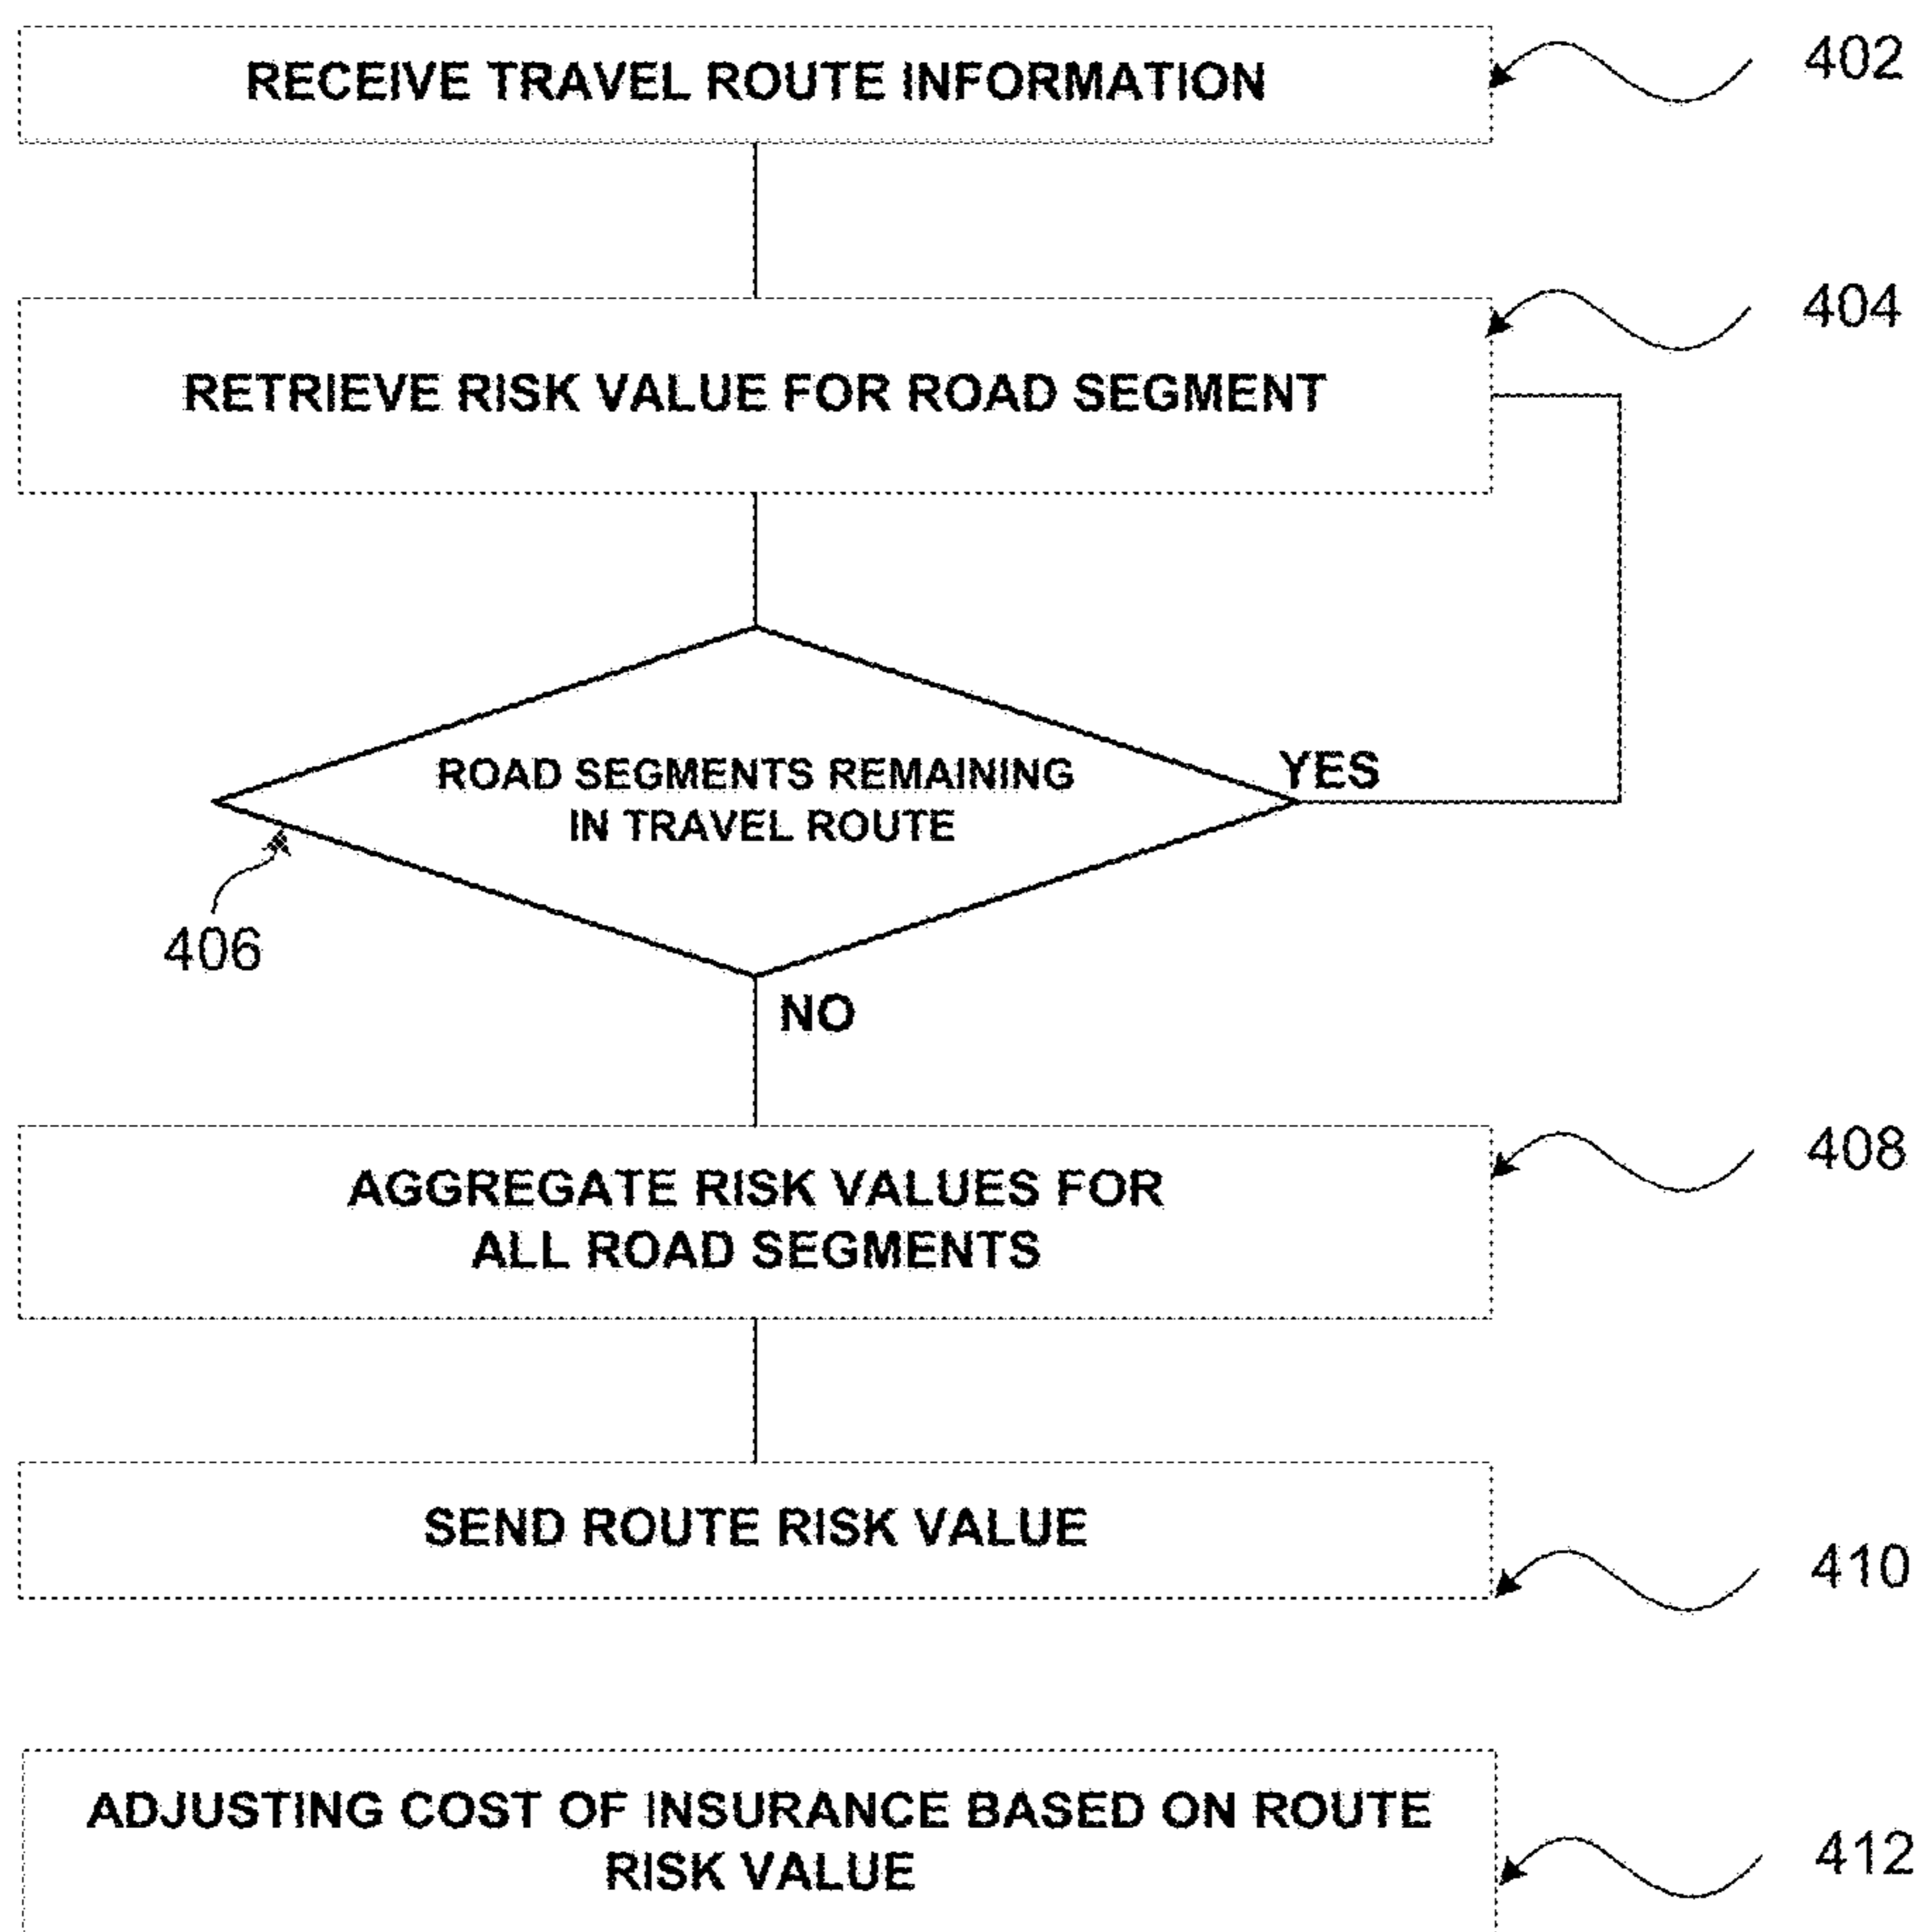 RECEIVE TRAVEL ROUTE INFORMATION
402
RETRIEVE RISK VALUE FOR ROAD SEGMENT
404
ROAD SEGMENTS REMAINING
IN TRAVEL ROUTE
YES
406
NO
AGGREGATE RISK VALUES FOR
ALL ROAD SEGMENTS
408
SEND ROUTE RISK VALUE
410
ADJUSTING COST OF INSURANCE BASED ON ROUTE
RISK VALUE
412